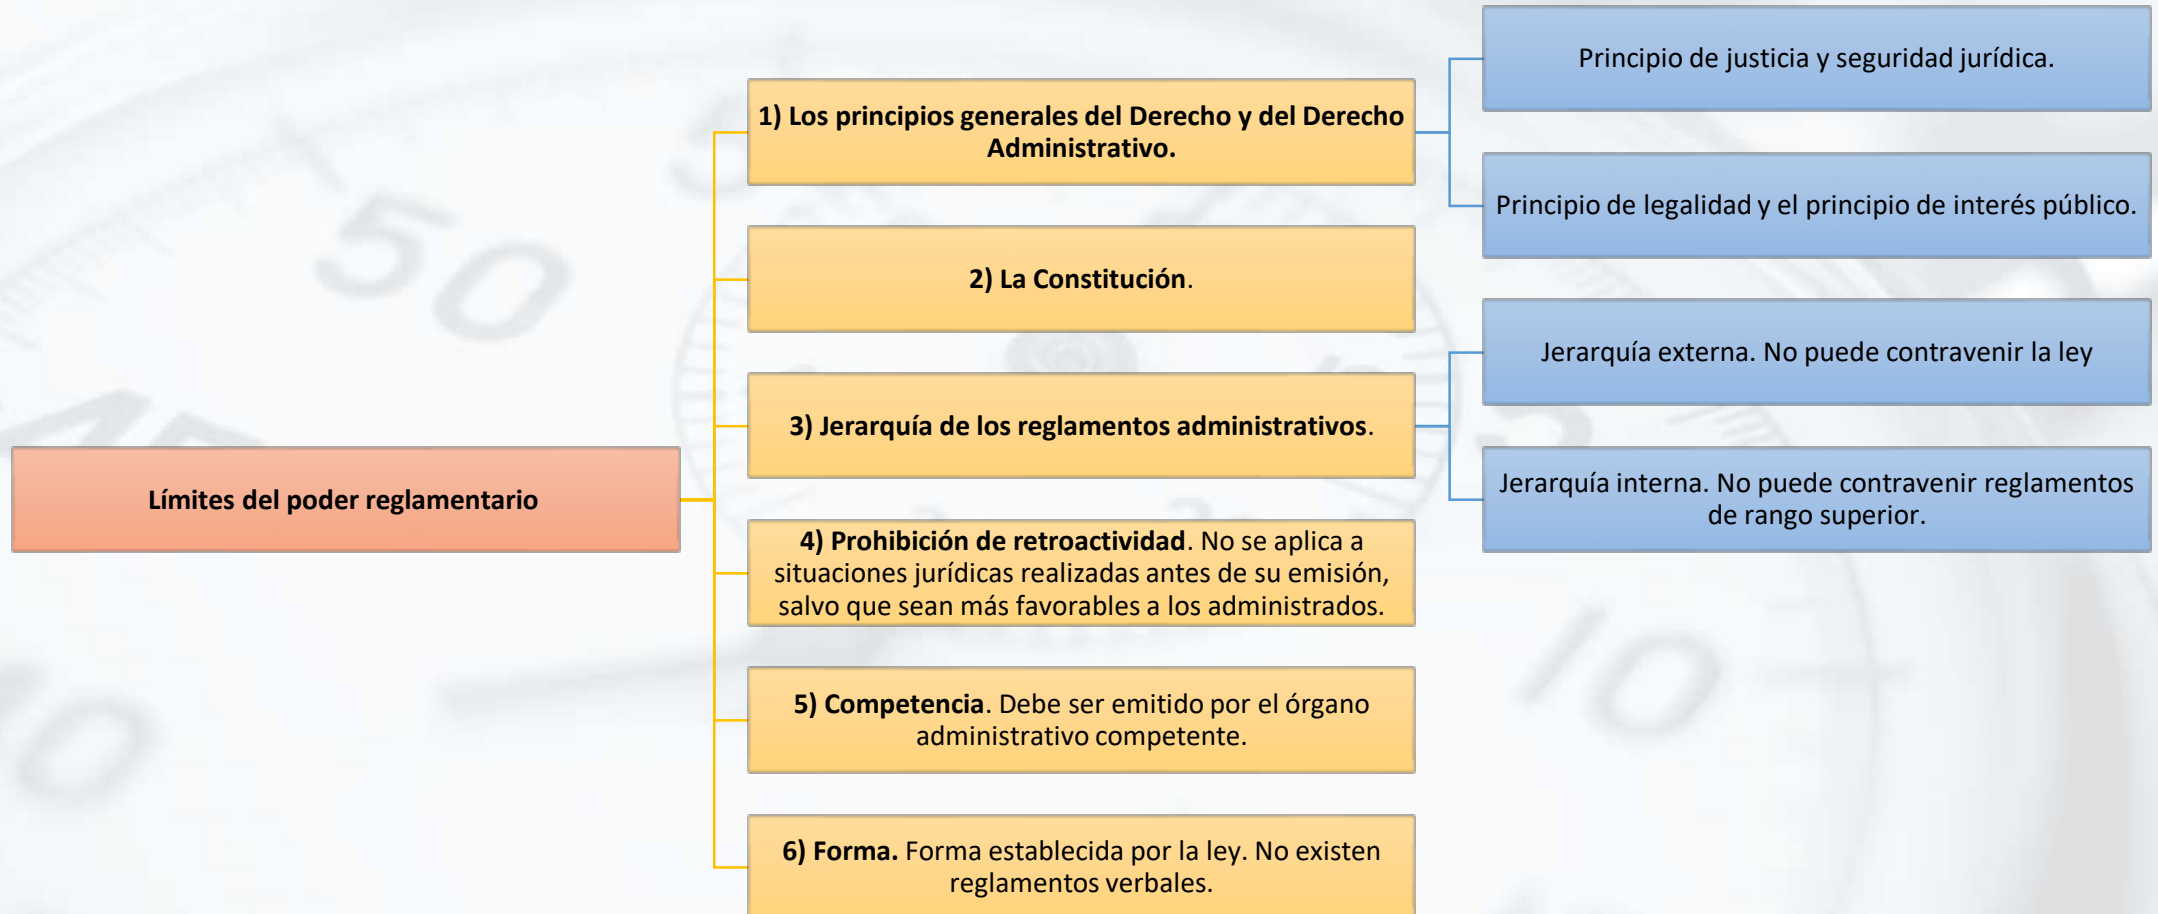 Límites del poder reglamentario
1) Los principios generales del Derecho y del Derecho
Administrativo.
Principio de justicia y seguridad jurídica.
Principio de legalidad y el principio de interés público.
2) La Constitución.
3) Jerarquía de los reglamentos administrativos.
Jerarquía externa. No puede contravenir la ley
Jerarquía interna. No puede contravenir reglamentos
de rango superior.
4) Prohibición de retroactividad. No se aplica a
situaciones jurídicas realizadas antes de su emisión,
salvo que sean más favorables a los administrados.
5) Competencia. Debe ser emitido por el órgano
administrativo competente.
6) Forma. Forma establecida por la ley. No existen
reglamentos verbales.
50
5
10